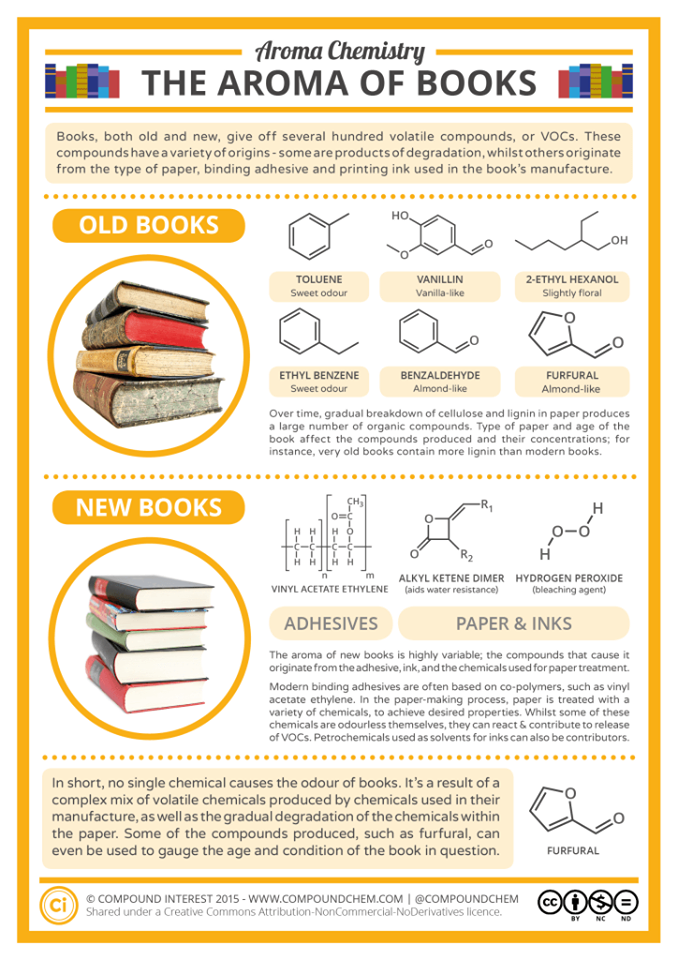 Aroma Chemistry
THE AROMA OF BOOKS
Books, both old and new, give off several hundred volatile compounds, or VOCs. These
compounds have a variety of origins - some are products of degradation, whilst others originate
from the type of paper, binding adhesive and printing ink used in the book's manufacture.
OLD BOOKS
HO
O
O
OH
TOLUENE
Sweet odour
VANILLIN
Vanilla-like
2-ETHYL HEXANOL
Slightly floral
O
O
O
ETHYL BENZENE
Sweet odour
BENZALDEHYDE
Almond-like
FURFURAL
Almond-like
Over time, gradual breakdown of cellulose and lignin in paper produces
a large number of organic compounds. Type of paper and age of the
book affect the compounds produced and their concentrations; for
instance, very old books contain more lignin than modern books.
NEW BOOKS
CH3
O=C
H H H O
C C C C
H H H H
n m
O
O
R1
R2
H
O-O
H
VINYL ACETATE ETHYLENE
ALKYL KETENE DIMER
(aids water resistance)
HYDROGEN PEROXIDE
(bleaching agent)
ADHESIVES
PAPER & INKS
The aroma of new books is highly variable; the compounds that cause it
originate from the adhesive, ink, and the chemicals used for paper treatment.
Modern binding adhesives are often based on co-polymers, such as vinyl
acetate ethylene. In the paper-making process, paper is treated with a
variety of chemicals, to achieve desired properties. Whilst some of these
chemicals are odourless themselves, they can react & contribute to release
of VOCs. Petrochemicals used as solvents for inks can also be contributors.
In short, no single chemical causes the odour of books. It's a result of a
complex mix of volatile chemicals produced by chemicals used in their
manufacture, as well as the gradual degradation of the chemicals within
the paper. Some of the compounds produced, such as furfural, can
even be used to gauge the age and condition of the book in question.
O
O
FURFURAL
Ci
© COMPOUND INTEREST 2015 - WWW.COMPOUNDCHEM.COM | @COMPOUNDCHEM
Shared under a Creative Commons Attribution-NonCommercial-NoDerivatives licence.
cc
BY NC ND